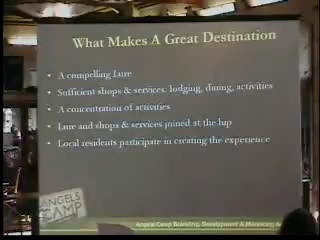 What Makes A Great Destination
• A compelling Lure
• Sufficient shops & services: lodging, dining, activities
• A concentration of activities
• Lure and shops & services joined at the hip
• Local residents participate in creating the experience
ANGELS
CAMP
Angels Camp Branding, Development & Marketing